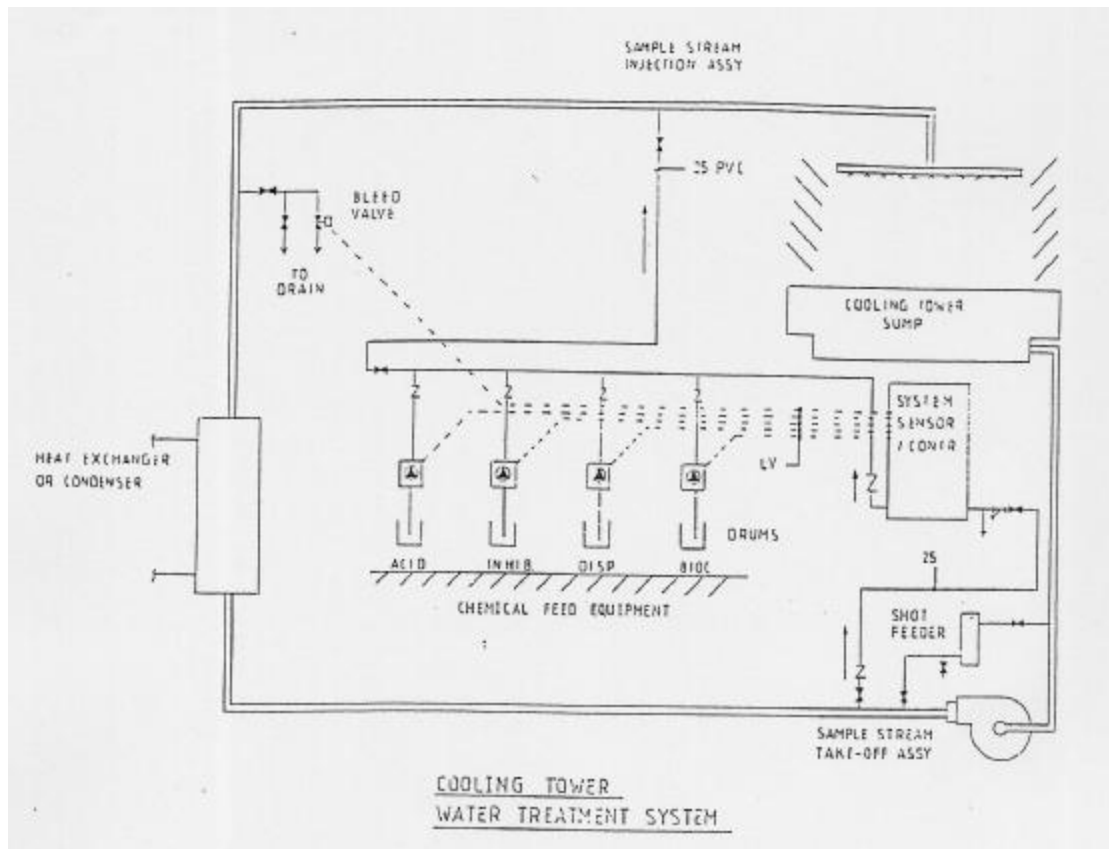 SAMPLE STREAM
INJECTION ASSY
25 PVC
BLEED
VALVE
TO
DRAIN
COOLING TOWER
SUMP
SYSTEM
SENSOR
HEAT EXCHANGER
OR CONDENSER
LV
DRUMS
ACID
INHIB.
DISP
BIOC
CHEMICAL FEED EQUIPMENT
25
SHOT
FEEDER
SAMPLE STREAM
TAKE-OFF ASSY
COOLING TOWER
WATER TREATMENT SYSTEM